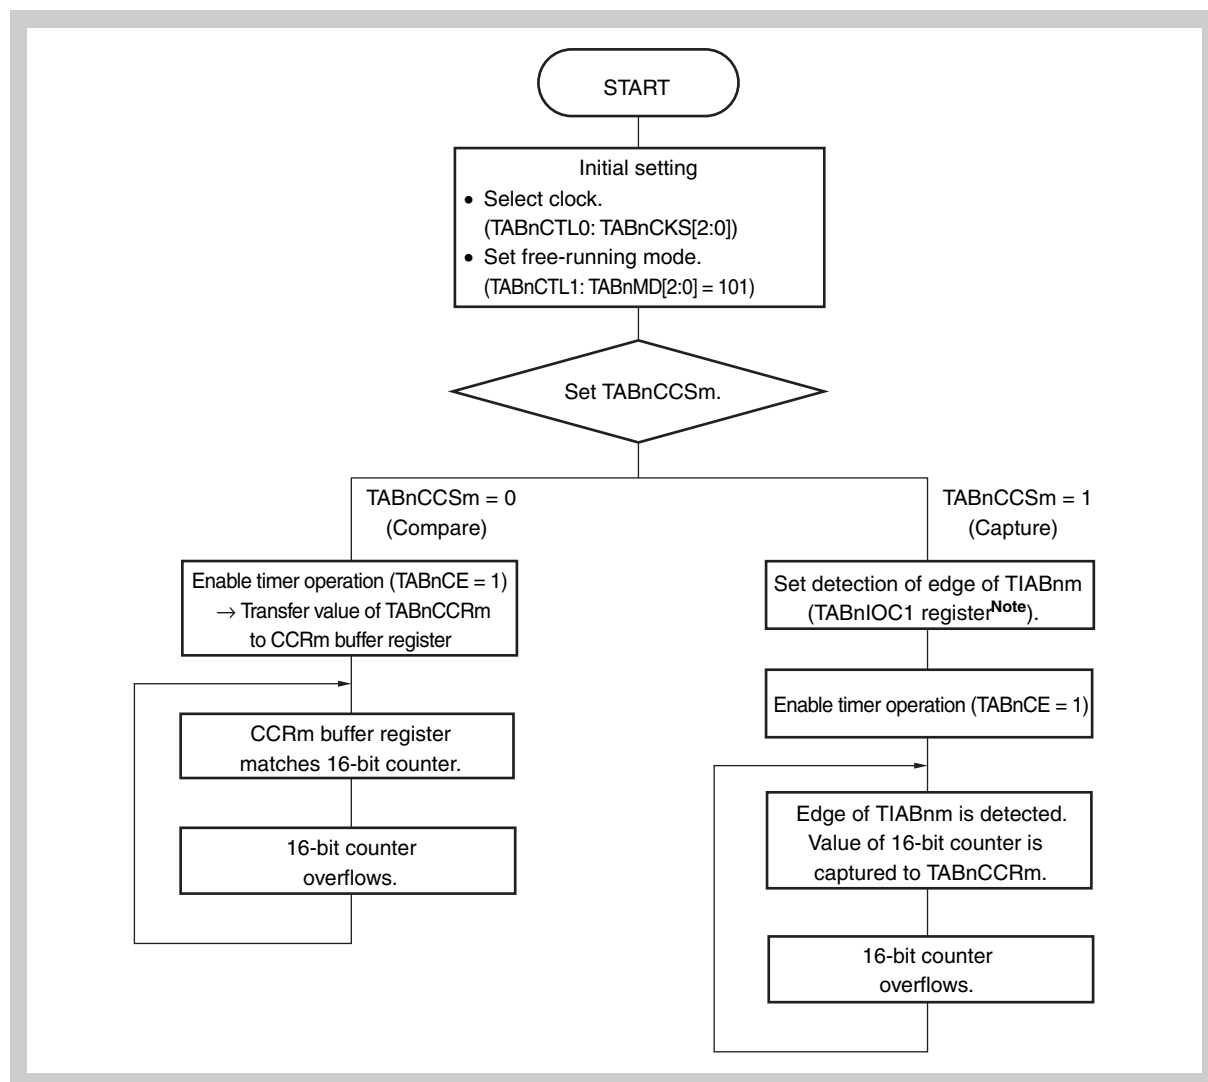 START
Initial setting
• Select clock.
(TABnCTL0: TABnCKS[2:0])
• Set free-running mode.
(TABnCTL1: TABnMD[2:0] = 101)
Set TABnCCSm.
TABnCCSm = 0
(Compare)
Enable timer operation (TABnCE = 1)
→ Transfer value of TABnCCRm
to CCRm buffer register
CCRm buffer register
matches 16-bit counter.
16-bit counter
overflows.
TABnCCSm = 1
(Capture)
Set detection of edge of TIABnm
(TABnIOC1 registerNote).
Enable timer operation (TABnCE = 1)
Edge of TIABnm is detected.
Value of 16-bit counter is
captured to TABnCCRm.
16-bit counter
overflows.